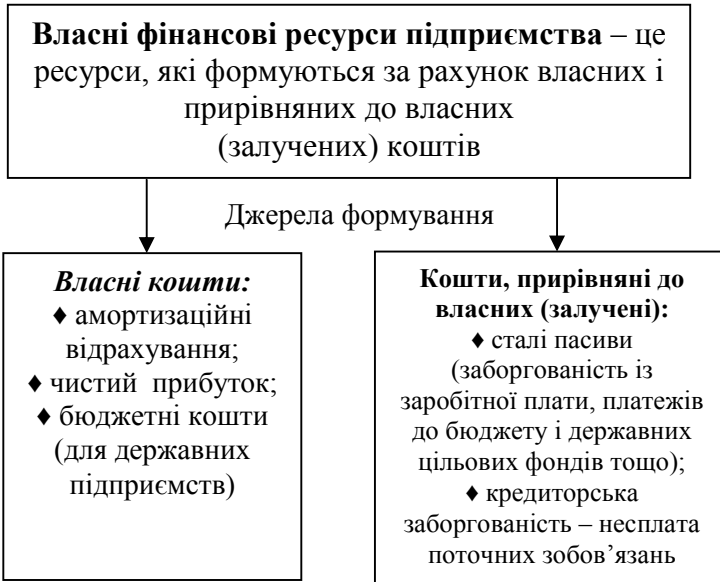 Власні фінансові ресурси підприємства – це
ресурси, які формуються за рахунок власних і
прирівняних до власних
(залучених) коштів
Джерела формування
Власні кошти:
♦ амортизаційні
відрахування;
♦ чистий прибуток;
♦ бюджетні кошти
(для державних
підприємств)
Кошти, прирівняні до
власних (залучені):
♦ сталі пасиви
(заборгованість із
заробітної плати, платежів
до бюджету і державних
цільових фондів тощо);
♦ кредиторська
заборгованість – несплата
поточних зобов’язань